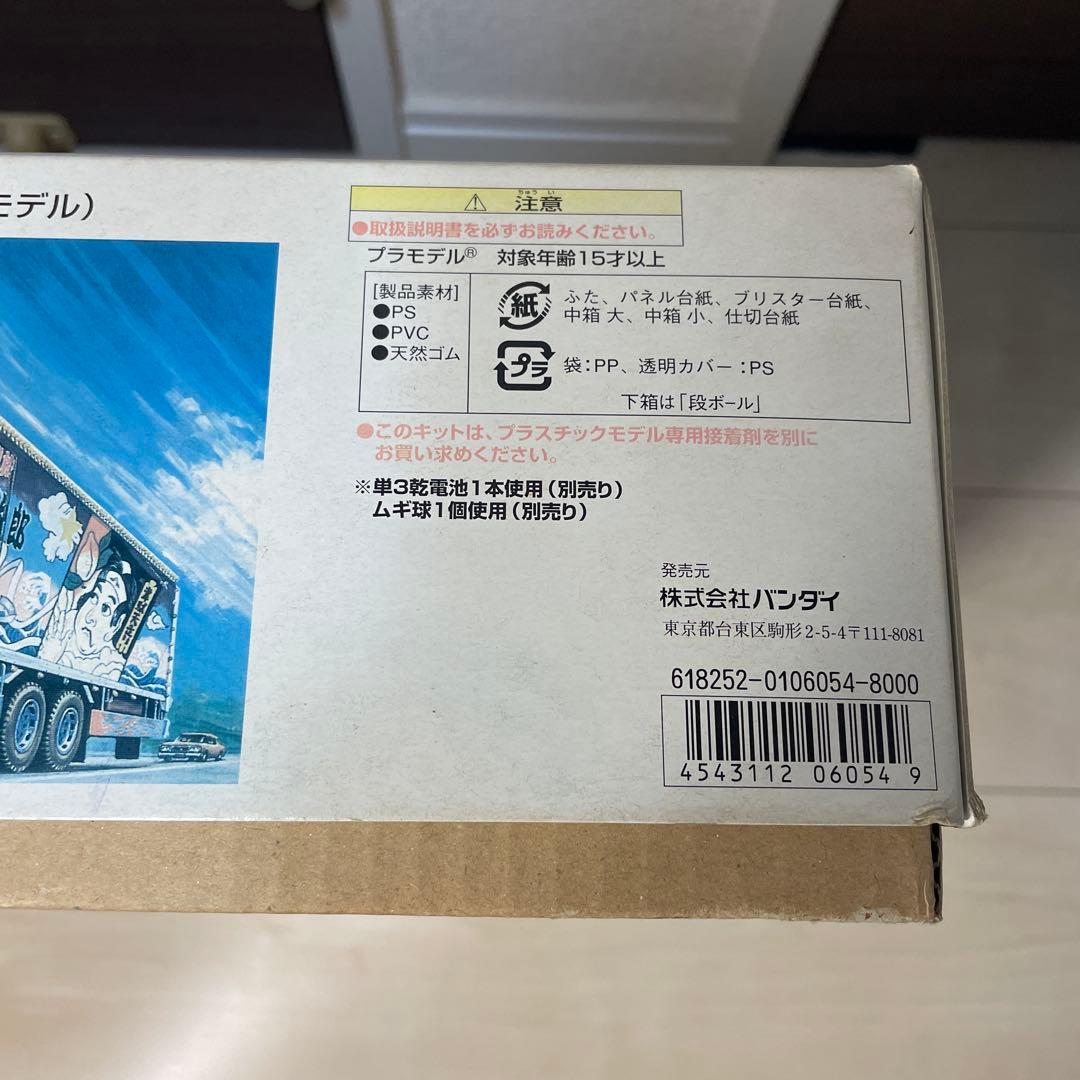 モデル)
ちゅう い
⚠ 注意
●取扱説明書を必ずお読みください。
プラモデル® 対象年齢15才以上
[製品素材]
●PS
●PVC
●天然ゴム
紙 ふた、パネル台紙、ブリスター台紙、
中箱 大、中箱 小、仕切台紙
プラ 袋:PP、透明カバー:PS
下箱は「段ボール」
●このキットは、プラスチックモデル専用接着剤を別に
お買い求めください。
※単3乾電池1本使用(別売り)
ムギ球1個使用(別売り)
郎
発売元
株式会社バンダイ
東京都台東区駒形2-5-4〒111-8081
618252-0106054-8000
4543112 06054 9